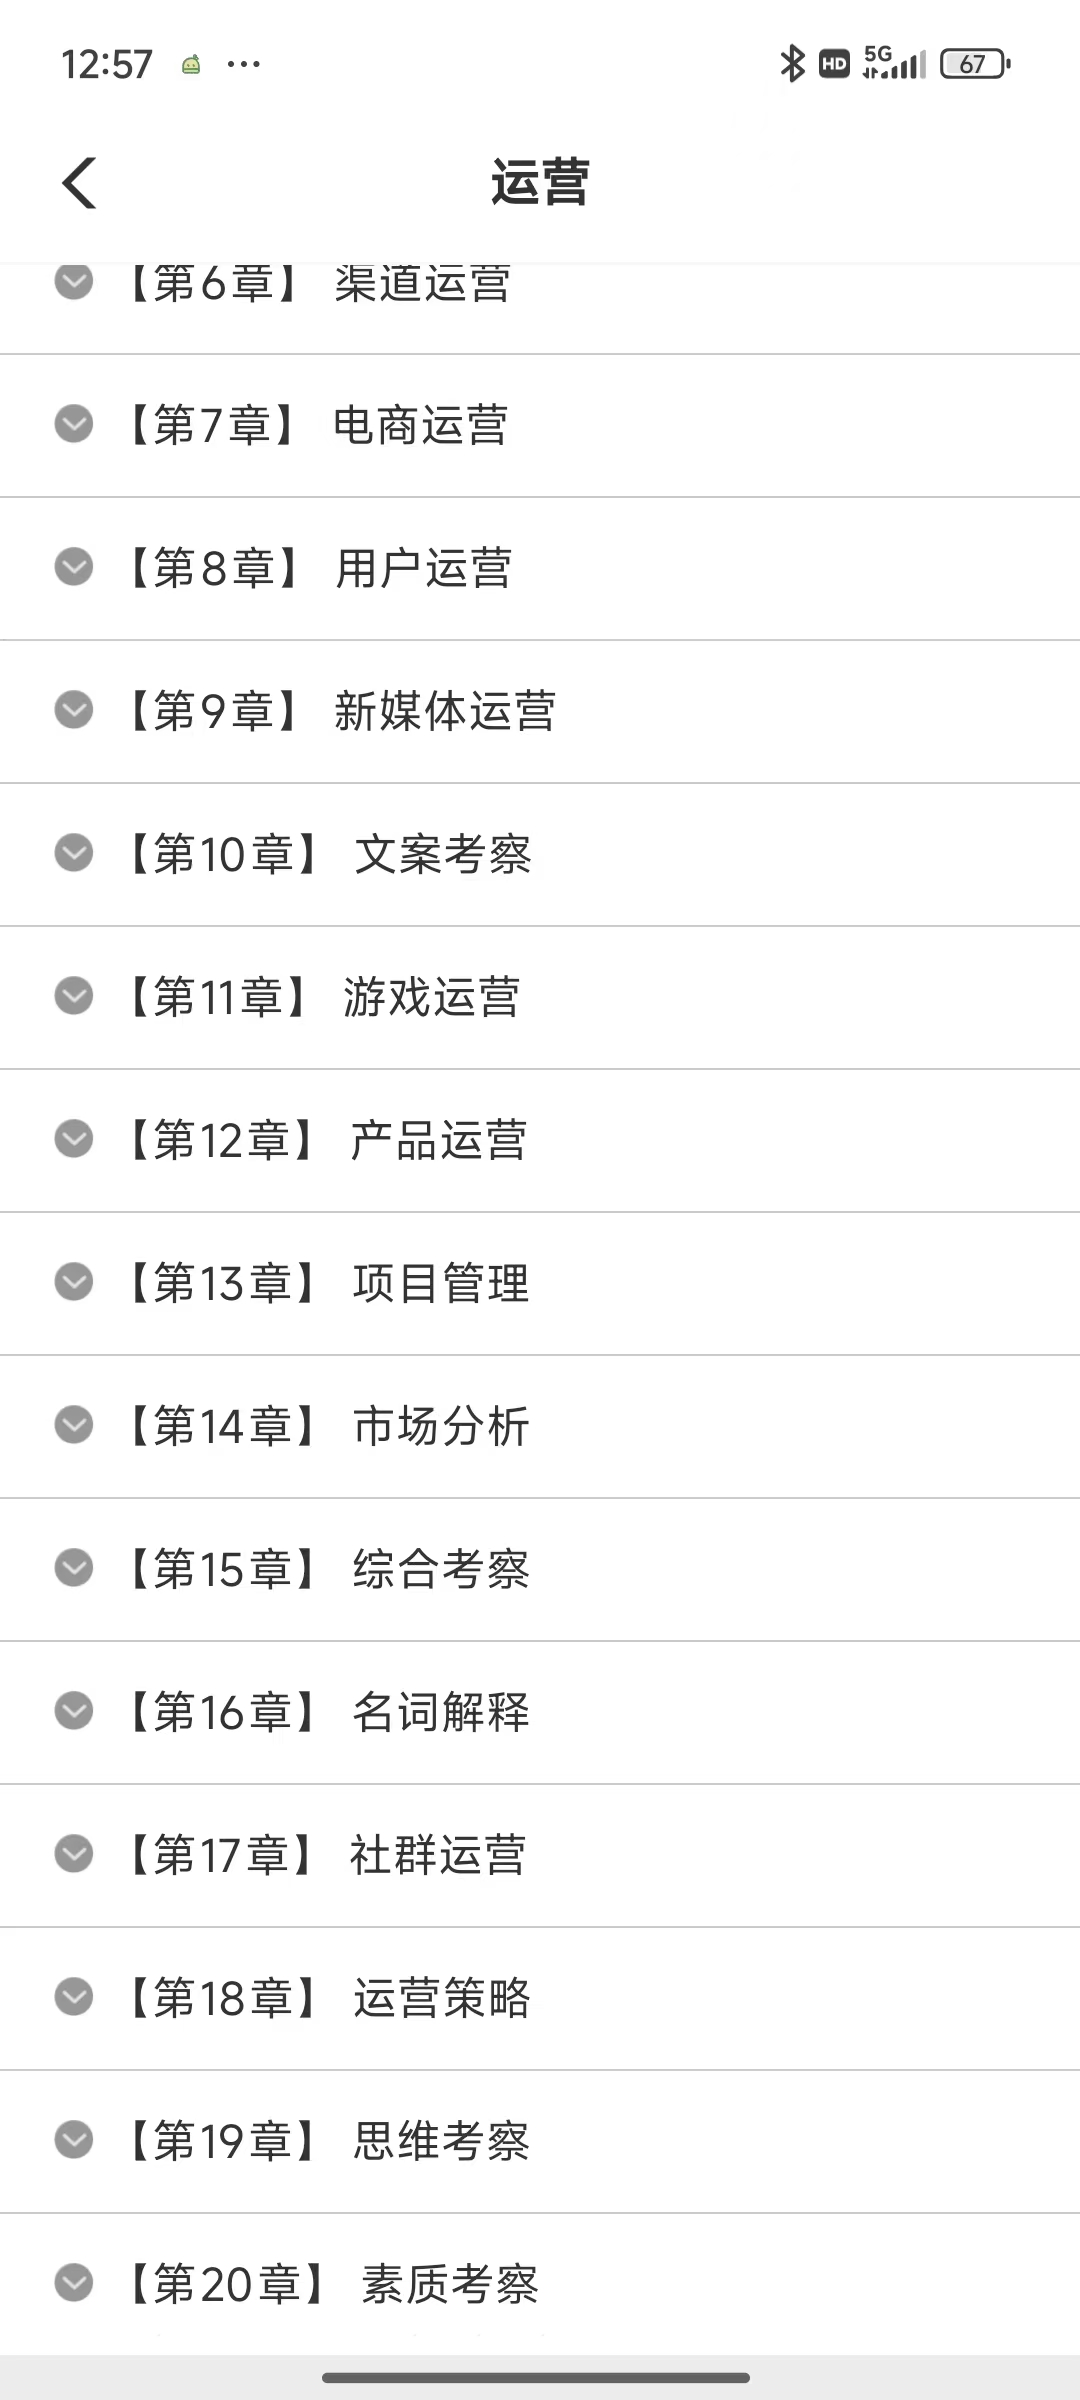 12:57 ... HD 5G 67
运营
【第6章】 渠道运营
【第7章】 电商运营
【第8章】 用户运营
【第9章】 新媒体运营
【第10章】 文案考察
【第11章】 游戏运营
【第12章】 产品运营
【第13章】 项目管理
【第14章】 市场分析
【第15章】 综合考察
【第16章】 名词解释
【第17章】 社群运营
【第18章】 运营策略
【第19章】 思维考察
【第20章】 素质考察